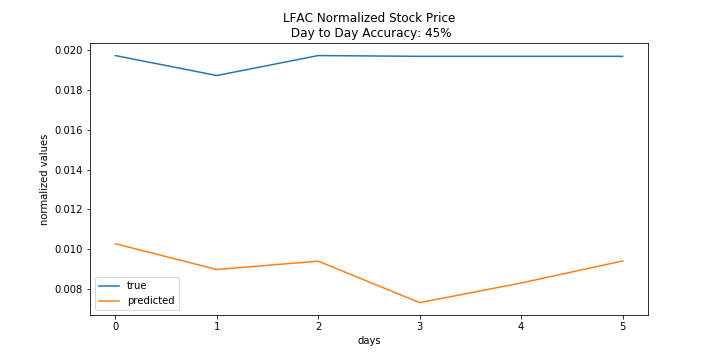 LFAC Normalized Stock Price
Day to Day Accuracy: 45%
normalized values
0.020
0.018
0.016
0.014
0.012
0.010
0.008
true
predicted
0 1 2 3 4 5
days